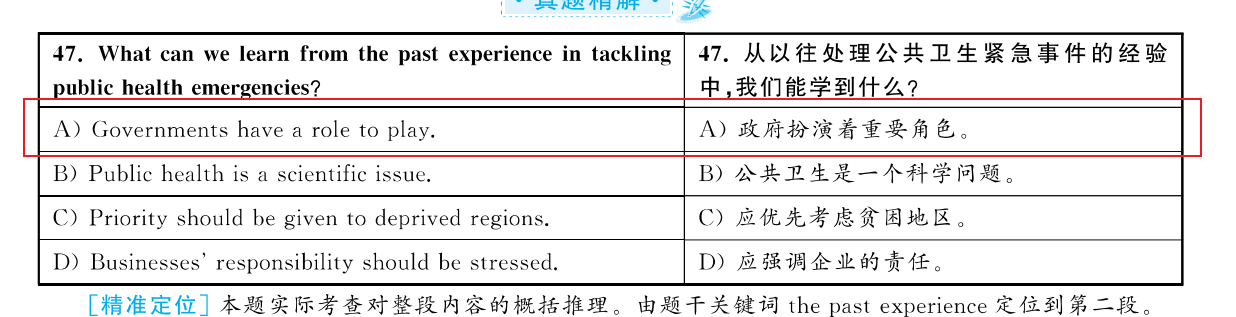 ·真题精解·
47. What can we learn from the past experience in tackling
public health emergencies?
47. 从以往处理公共卫生紧急事件的经验
中,我们能学到什么?
A) Governments have a role to play.
A) 政府扮演着重要角色。
B) Public health is a scientific issue.
B) 公共卫生是一个科学问题。
C) Priority should be given to deprived regions.
C) 应优先考虑贫困地区。
D) Businesses' responsibility should be stressed.
D) 应强调企业的责任。
[精准定位] 本题实际考查对整段内容的概括推理。由题干关键词 the past experience 定位到第二段。